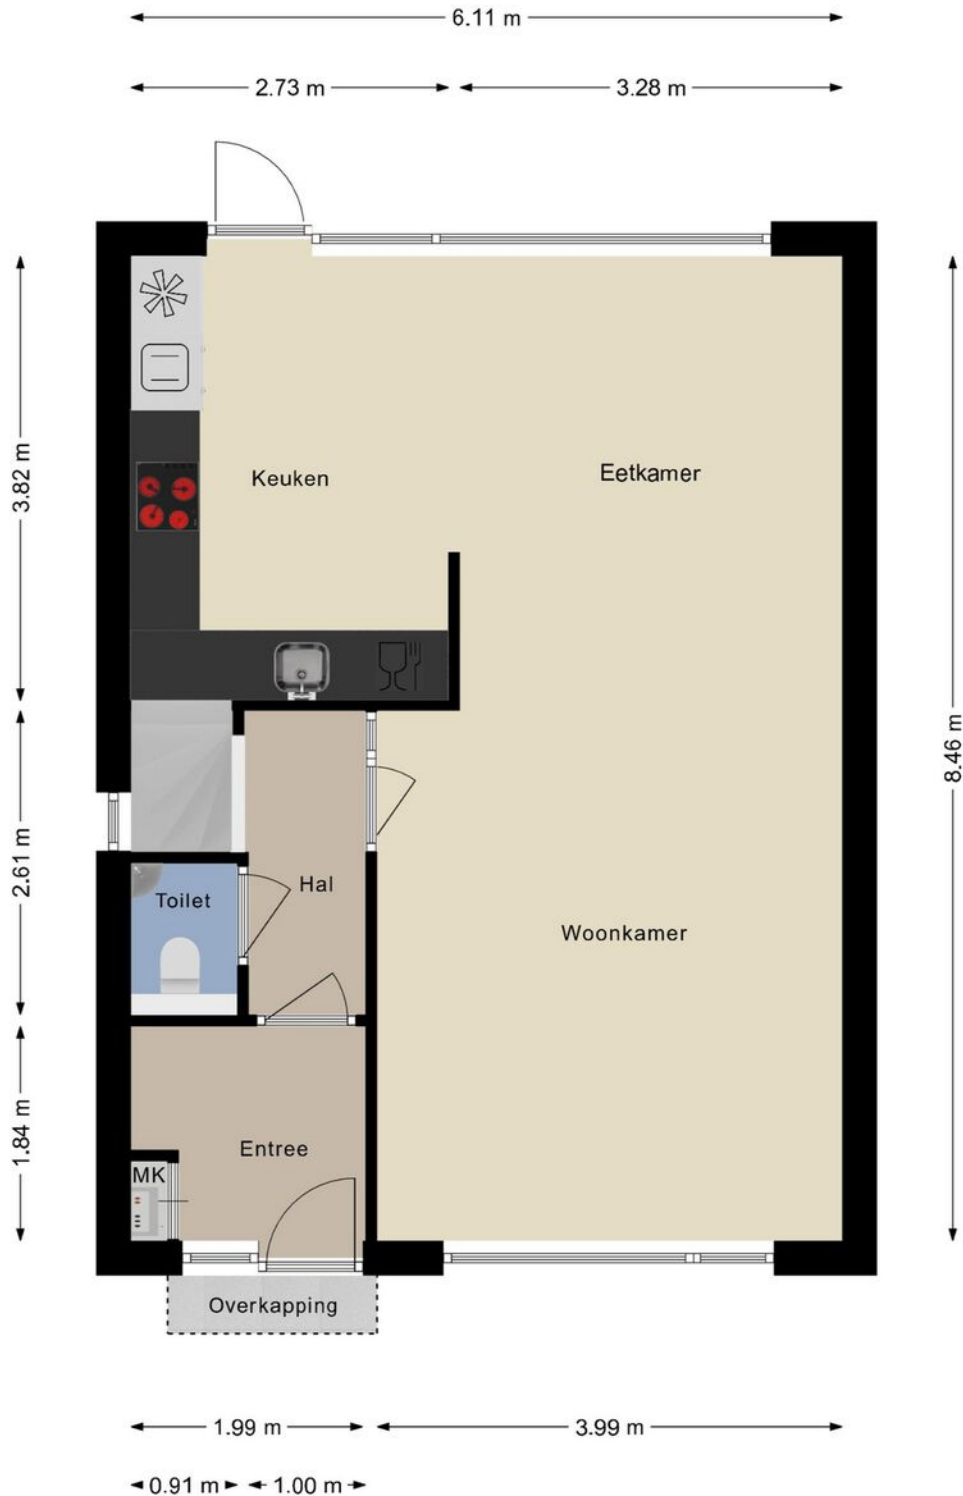 6.11 m
2.73 m
3.28 m
3.82 m
Keuken
Eetkamer
8.46 m
2.61 m
Toilet
Hal
Woonkamer
1.84 m
Entree
MK
Overkapping
1.99 m
3.99 m
0.91 m
1.00 m